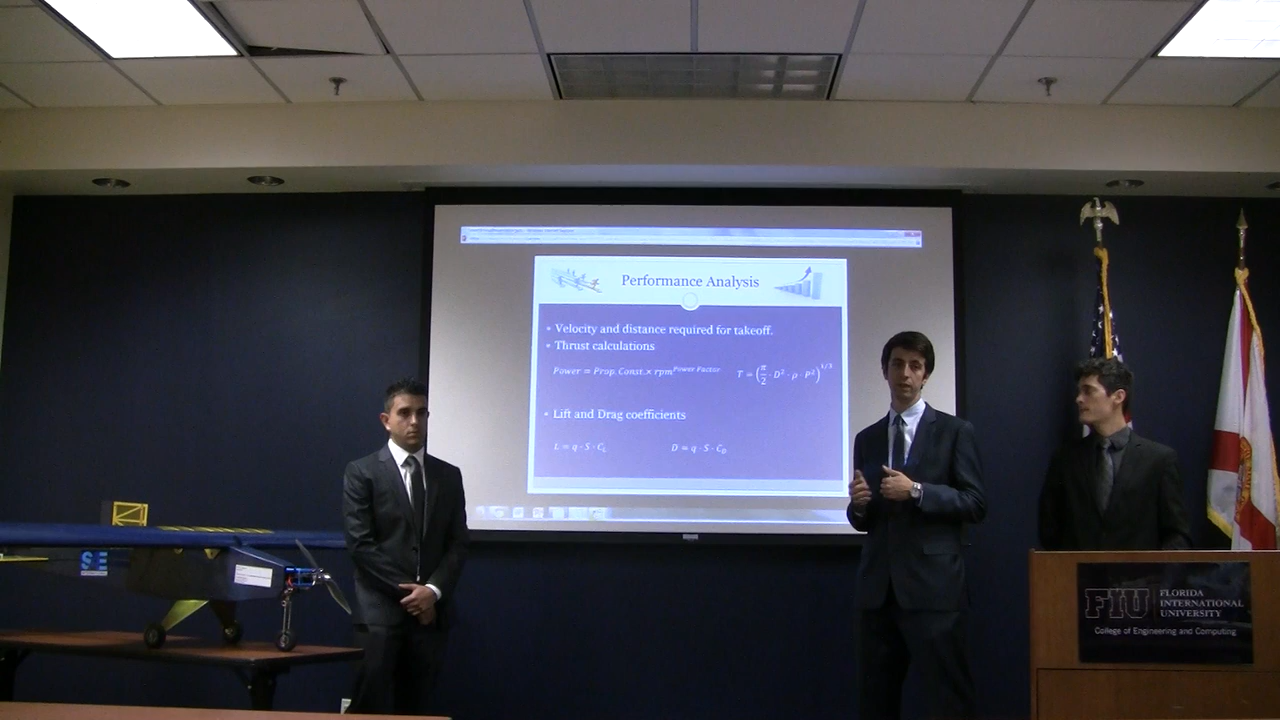 Performance Analysis
Velocity and distance required for takeoff.
Thrust calculations
Power = Prop. Const. × rpm^Power Factor
T = (π/2 · D² · ρ · P²)^1/3
Lift and Drag coefficients
L = q · S · C_L
D = q · S · C_D
FIU
FLORIDA
INTERNATIONAL
UNIVERSITY
College of Engineering and Computing